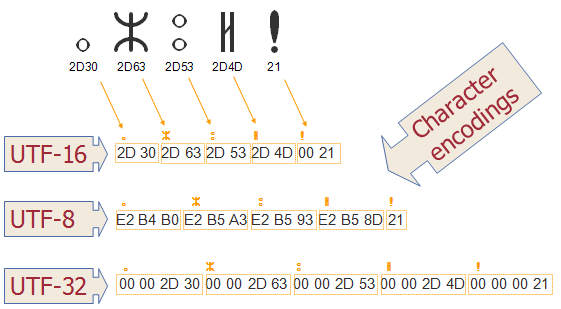 ⴰ ⵣ ⵓ ⵍ !
2D30 2D63 2D53 2D4D 21
Character
encodings
ⴰ ⵣ ⵓ ⵍ !
UTF-16 2D 30 2D 63 2D 53 2D 4D 00 21
ⴰ ⵣ ⵓ ⵍ !
UTF-8 E2 B4 B0 E2 B5 A3 E2 B5 93 E2 B5 8D 21
ⴰ ⵣ ⵓ ⵍ !
UTF-32 00 00 2D 30 00 00 2D 63 00 00 2D 53 00 00 2D 4D 00 00 00 21